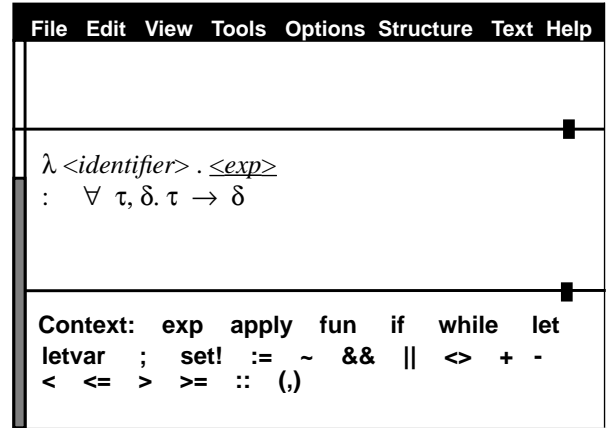 File Edit View Tools Options Structure Text Help
λ <identifier> . <exp>
: ∀ τ, δ. τ → δ
Context: exp apply fun if while let
letvar ; set! := ~ && || <> + -
< <= > >= :: (,)